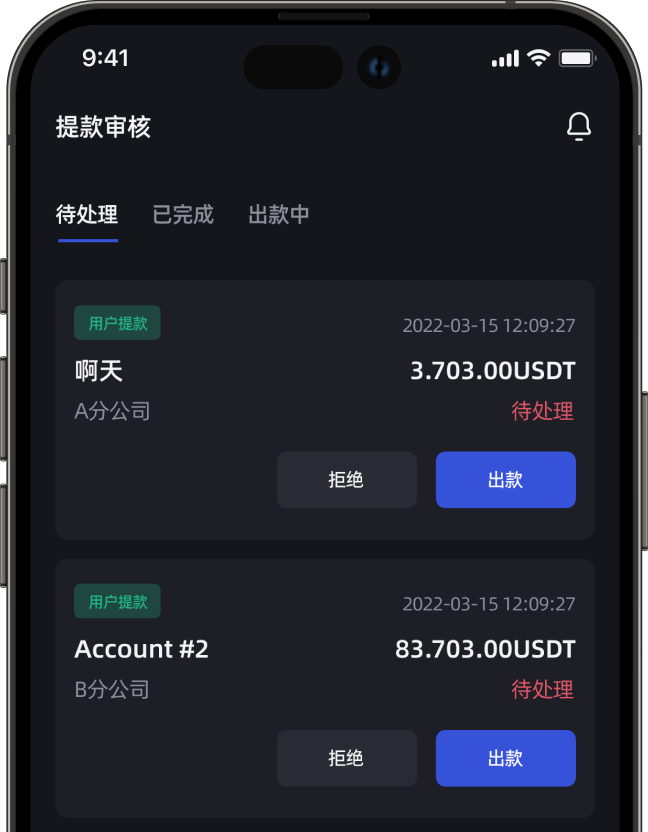 9:41
提款审核
待处理 已完成 出款中
用户提款 2022-03-15 12:09:27
啊天 3.703.00USDT
A分公司 待处理
拒绝 出款
用户提款 2022-03-15 12:09:27
Account #2 83.703.00USDT
B分公司 待处理
拒绝 出款